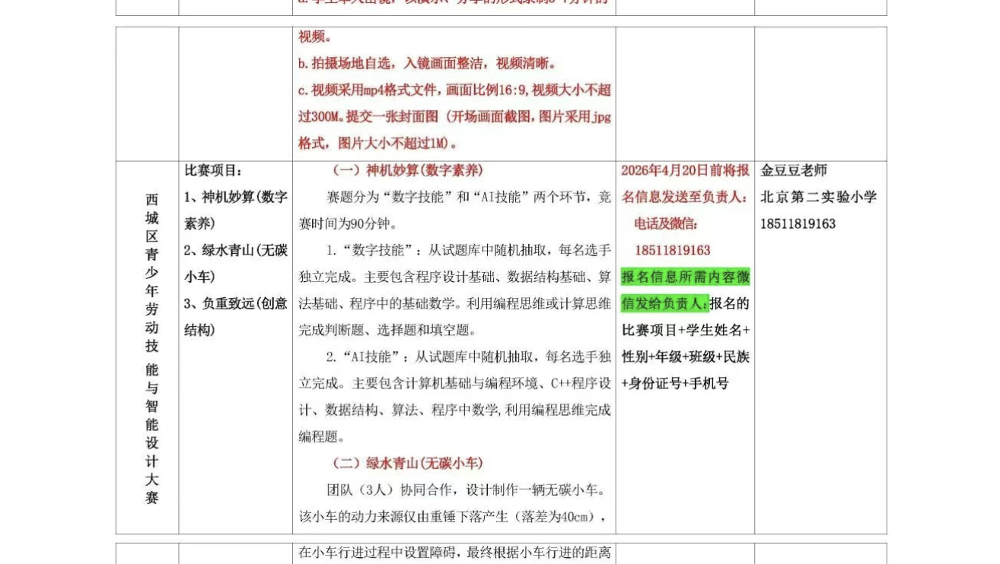 a.学生单人出镜，以演示、分享的形式录制3-4分钟的
视频。
b.拍摄场地自选，入镜画面整洁，视频清晰。
c.视频采用mp4格式文件，画面比例16:9,视频大小不超
过300M。提交一张封面图（开场画面截图，图片采用jpg
格式，图片大小不超过1M)。
西城区青少年劳动技 能与智能设计大赛
比赛项目：
1、神机妙算(数字
素养)
2、绿水青山(无碳
小车)
3、负重致远(创意
结构)
（一）神机妙算(数字素养)
赛题分为“数字技能”和“AI技能”两个环节，竞
赛时间为90分钟。
1.“数字技能”：从试题库中随机抽取，每名选手
独立完成。主要包含程序设计基础、数据结构基础、算
法基础、程序中的基础数学。利用编程思维或计算思维
完成判断题、选择题和填空题。
2.“AI技能”：从试题库中随机抽取，每名选手独
立完成。主要包含计算机基础与编程环境、C++程序设
计、数据结构、算法、程序中数学,利用编程思维完成
编程题。
（二）绿水青山(无碳小车)
团队（3人）协同合作，设计制作一辆无碳小车。
该小车的动力来源仅由重锤下落产生（落差为40cm），
在小车行进过程中设置障碍，最终根据小车行进的距离
2026年4月20日前将报
名信息发送至负责人：
电话及微信：
18511819163
报名信息所需内容微
信发给负责人：报名的
比赛项目+学生姓名+
性别+年级+班级+民族
+身份证号+手机号
金豆豆老师
北京第二实验小学
18511819163